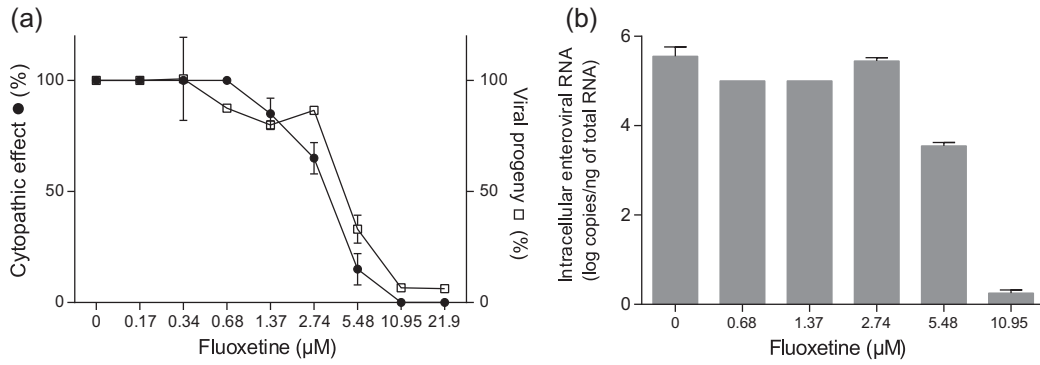 (a)
Cytopathic effect ● (%)
100
50
0
100
50
0
Viral progeny □ (%)
0 0.17 0.34 0.68 1.37 2.74 5.48 10.95 21.9
Fluoxetine (µM)
(b)
Intracellular enteroviral RNA
(log copies/ng of total RNA)
6
4
2
0
0 0.68 1.37 2.74 5.48 10.95
Fluoxetine (µM)